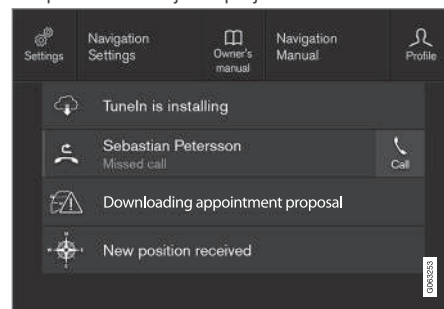 Settings
Navigation
Settings
Owner's
manual
Navigation
Manual
Profile
TuneIn is installing
Sebastian Petersson
Missed call
Call
Downloading appointment proposal
New position received
G063253